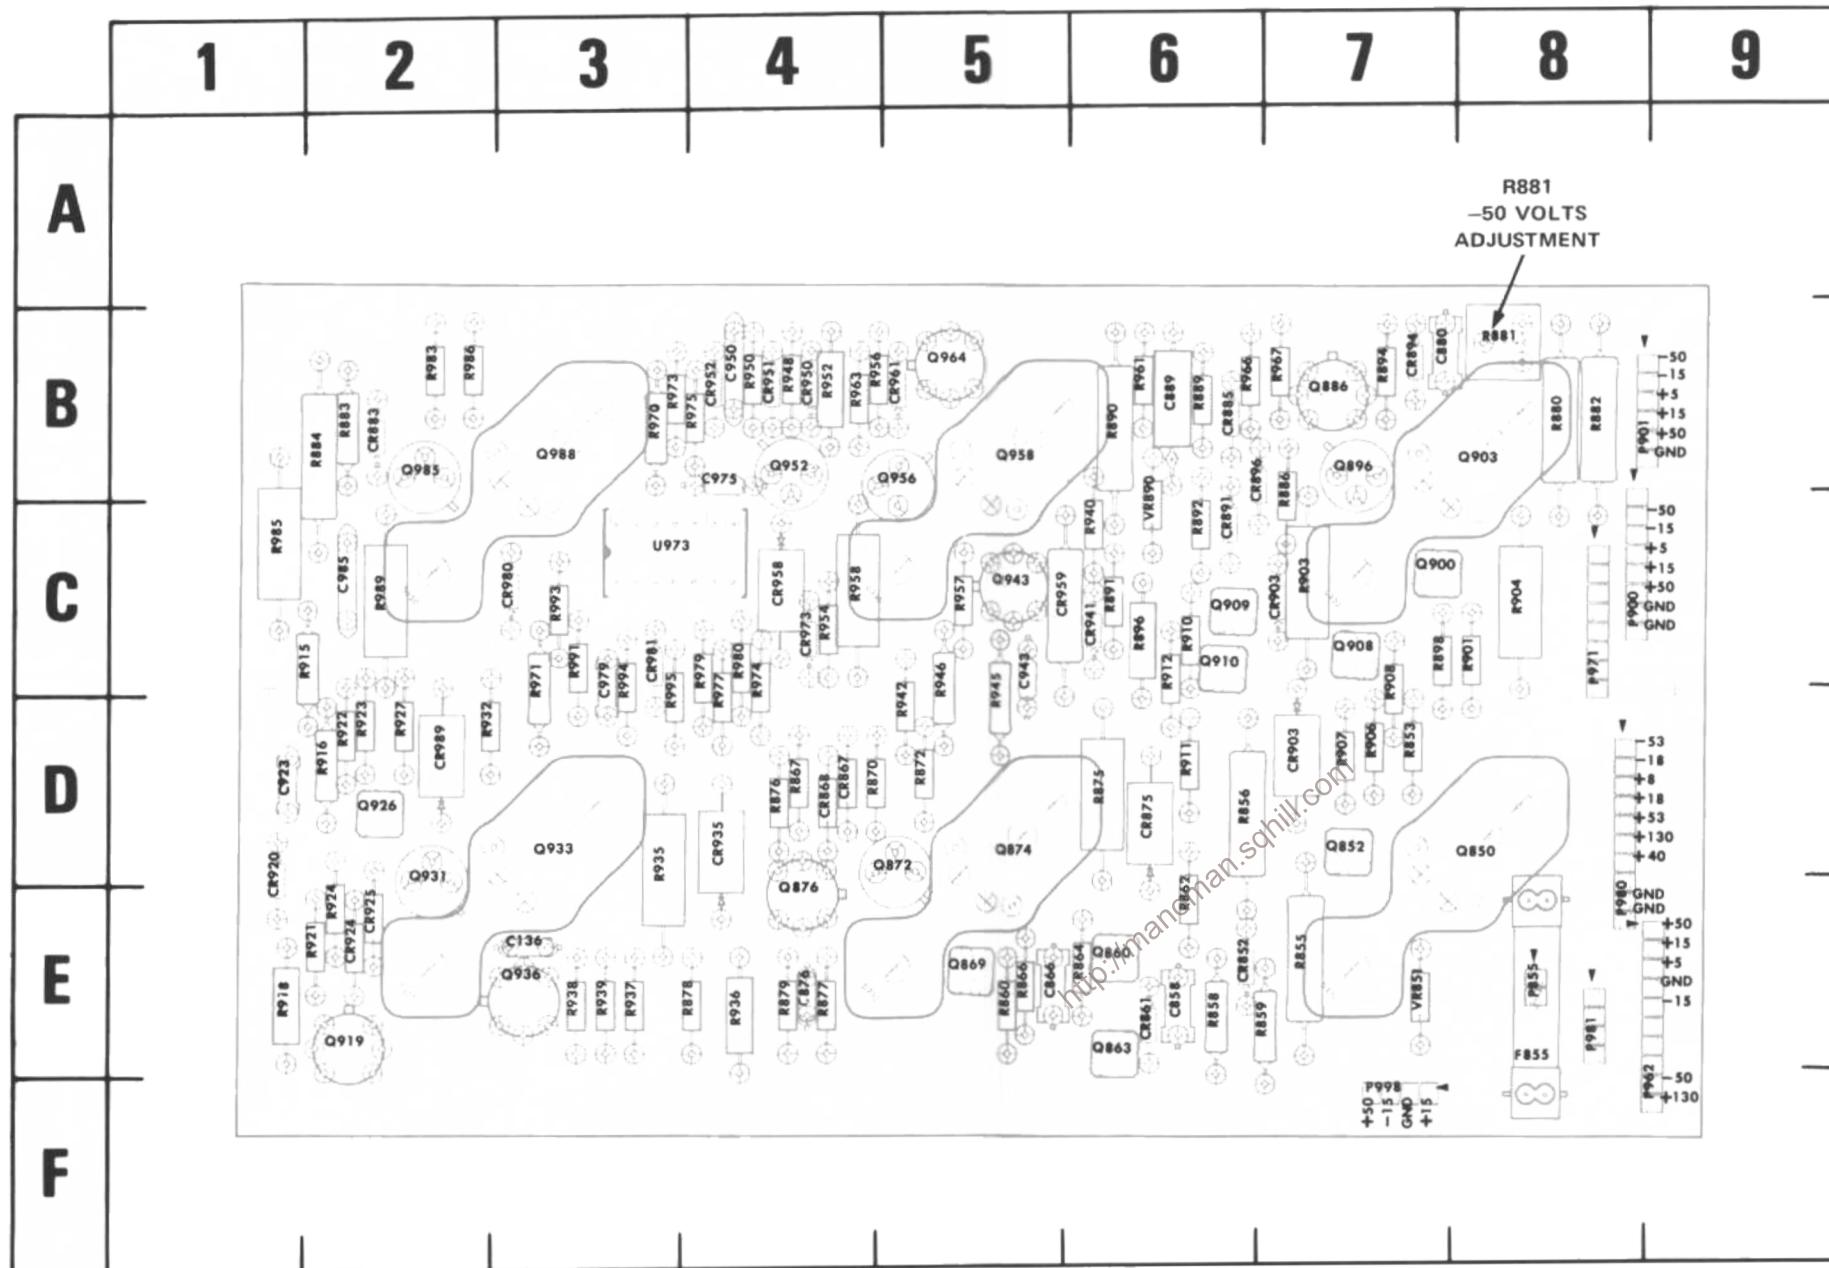 1 2 3 4 5 6 7 8 9
A
R881
–50 VOLTS
ADJUSTMENT
B
R983 R986 C950 R950 CR951 R948 CR950 R952 R963 R956 CR961 Q964 R961 C889 R889 CR885 R966 R967 Q886 R894 CR894 C880 R881
R884 R883 CR883 R970 R973 R975 CR952 R890 R880 R882
Q985 Q988 C975 Q952 Q956 Q958 VR890 R892 CR891 CR896 R886 Q896 Q903
P901
–50
–15
+5
+15
+50
GND
C
R985 C985 R989 CR980 R993 U973 CR958 R954 R958 R957 Q943 CR959 R940 CR941 R891 R896 R910 Q909 CR903 R903 Q900 R904
P900
–50
–15
+5
+15
+50
GND
GND
R915 R971 R991 C979 R994 CR981 R995 R979 R977 R980 R974 CR973 R942 R946 R945 C943 R912 Q910 Q908 R908 R898 R901 P971
D
C923 R916 R922 R923 R927 CR989 R932 R876 R867 CR868 CR867 R870 R872 R875 CR875 R911 R856 CR903 R907 R906 R853
Q926 CR935
CR920 Q931 Q933 R935 Q876 Q872 Q874 R862 Q852 Q850
P980
–53
–18
+8
+18
+53
+130
+40
GND
GND
E
R921 R924 CR924 CR925 C136 Q936 Q869 R864 Q860 CR852 R855
R918 Q919 R938 R939 R937 R878 R936 R879 C876 R877 R860 R866 C866 Q863 CR861 C858 R858 R859 VR851 P855 F855 P981
P962
+50
+15
+5
GND
–15
–50
+130
P998
+50
–15
GND
+15
F
http://manoman.sqhill.com